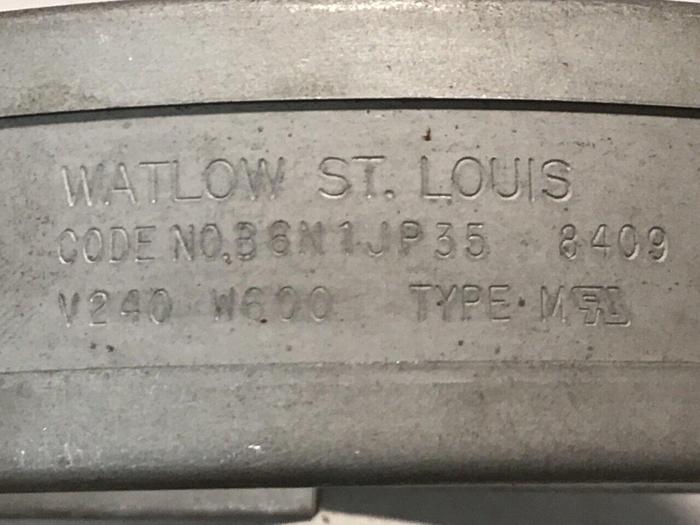 WATLOW ST. LOUIS
CODE NO. B6N1JP35 8409
V240 W600 TYPE M